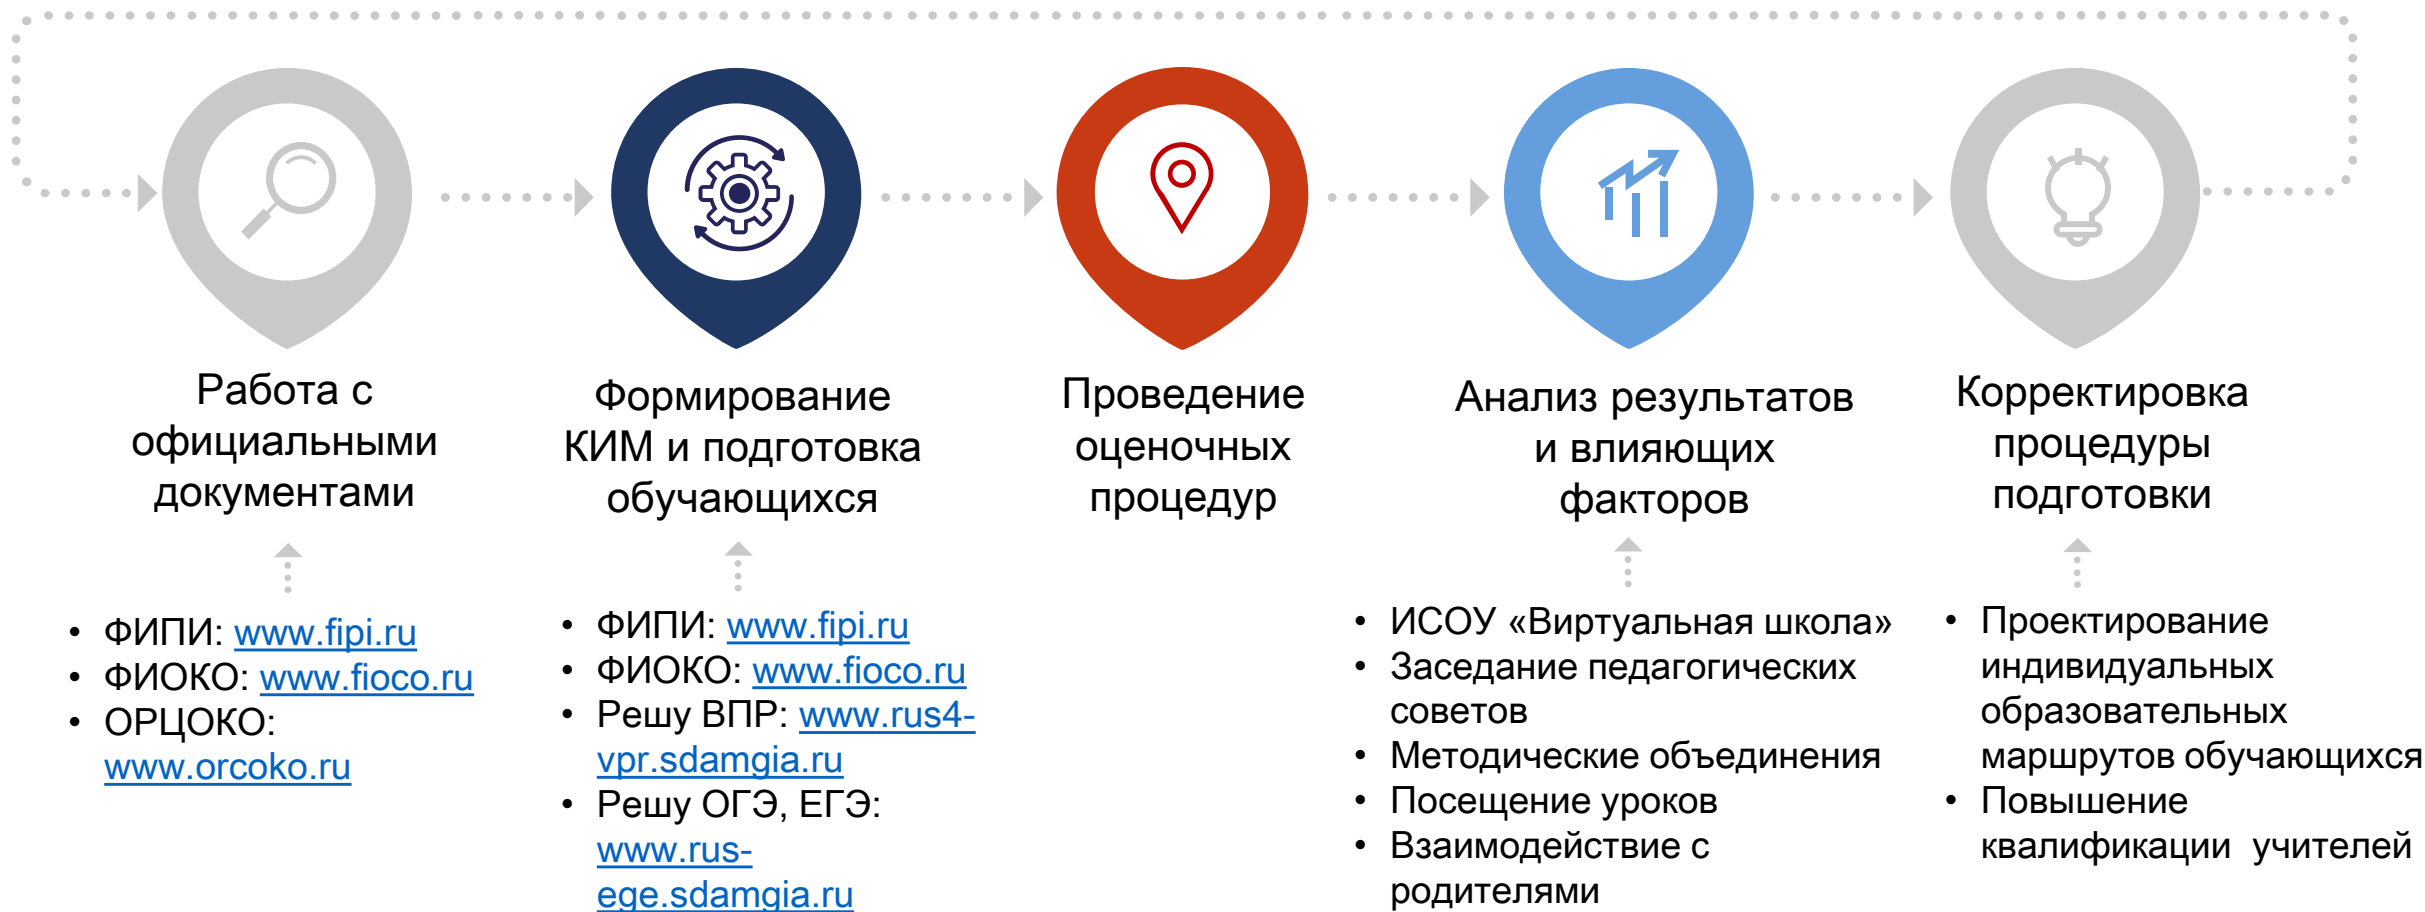 Работа с
официальными
документами
• ФИПИ: www.fipi.ru
• ФИОКО: www.fioco.ru
• ОРЦОКО:
www.orcoko.ru
Формирование
КИМ и подготовка
обучающихся
• ФИПИ: www.fipi.ru
• ФИОКО: www.fioco.ru
• Решу ВПР: www.rus4-
vpr.sdamgia.ru
• Решу ОГЭ, ЕГЭ:
www.rus-
ege.sdamgia.ru
Проведение
оценочных
процедур
Анализ результатов
и влияющих
факторов
• ИСОУ «Виртуальная школа»
• Заседание педагогических
советов
• Методические объединения
• Посещение уроков
• Взаимодействие с
родителями
Корректировка
процедуры
подготовки
• Проектирование
индивидуальных
образовательных
маршрутов обучающихся
• Повышение
квалификации учителей